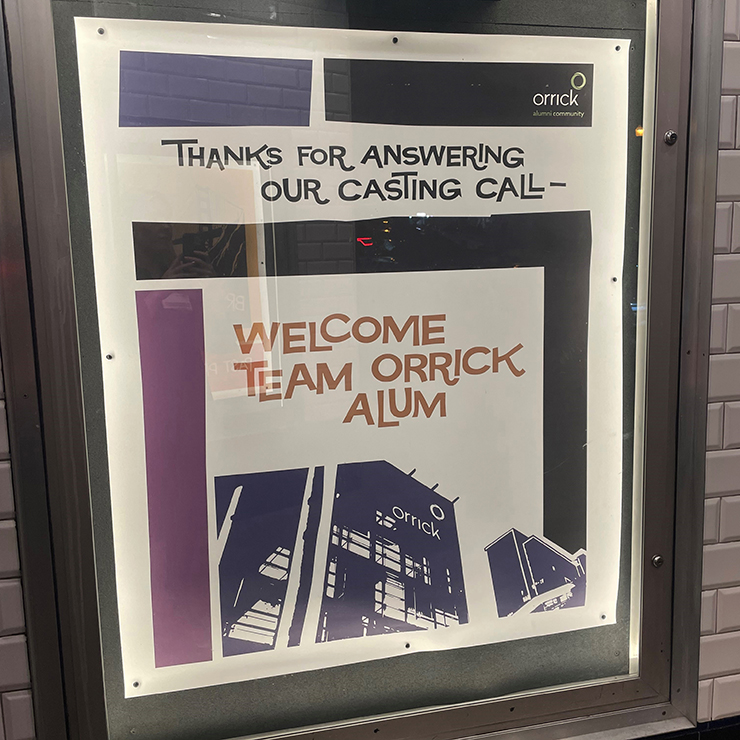 orrick
alumni community
THANKS FOR ANSWERING
OUR CASTING CALL–
WELCOME
TEAM ORRICK
ALUM
orrick